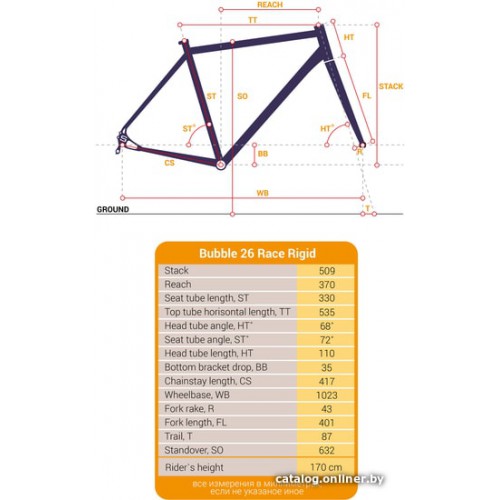 REACH
TT
HT
STACK
ST
SO
FL
ST°
HT°
BB
R
CS
WB
GROUND
T
Bubble 26 Race Rigid
Stack 509
Reach 370
Seat tube length, ST 330
Top tube horisontal length, TT 535
Head tube angle, HT° 68°
Seat tube angle, ST° 72°
Head tube length, HT 110
Bottom bracket drop, BB 35
Chainstay length, CS 417
Wheelbase, WB 1023
Fork rake, R 43
Fork length, FL 401
Trail, T 87
Standover, SO 632
Rider´s height 170 cm
все измерения в
если не указаное иное
catalog.onliner.by